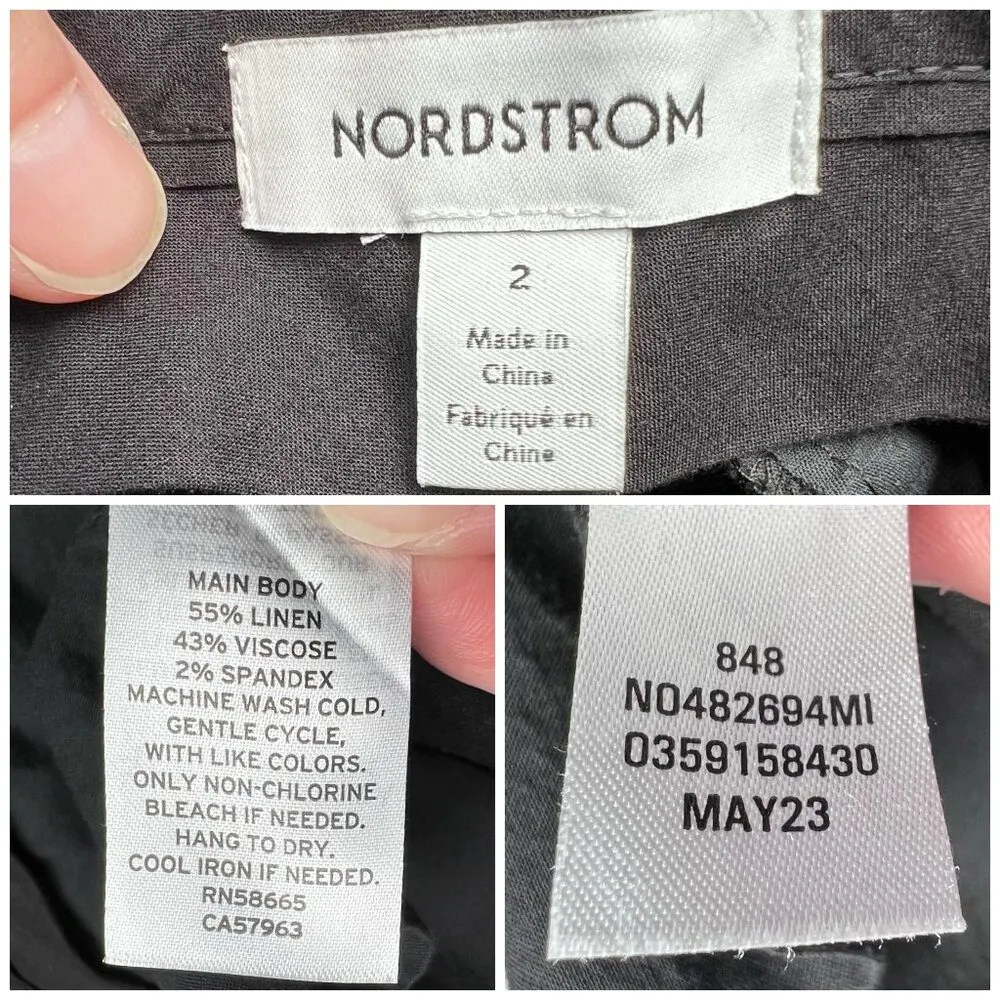 NORDSTROM
2
Made in
China
Fabriqué en
Chine
MAIN BODY
55% LINEN
43% VISCOSE
2% SPANDEX
MACHINE WASH COLD,
GENTLE CYCLE,
WITH LIKE COLORS.
ONLY NON-CHLORINE
BLEACH IF NEEDED.
HANG TO DRY.
COOL IRON IF NEEDED.
RN58665
CA57963
848
N0482694MI
0359158430
MAY23